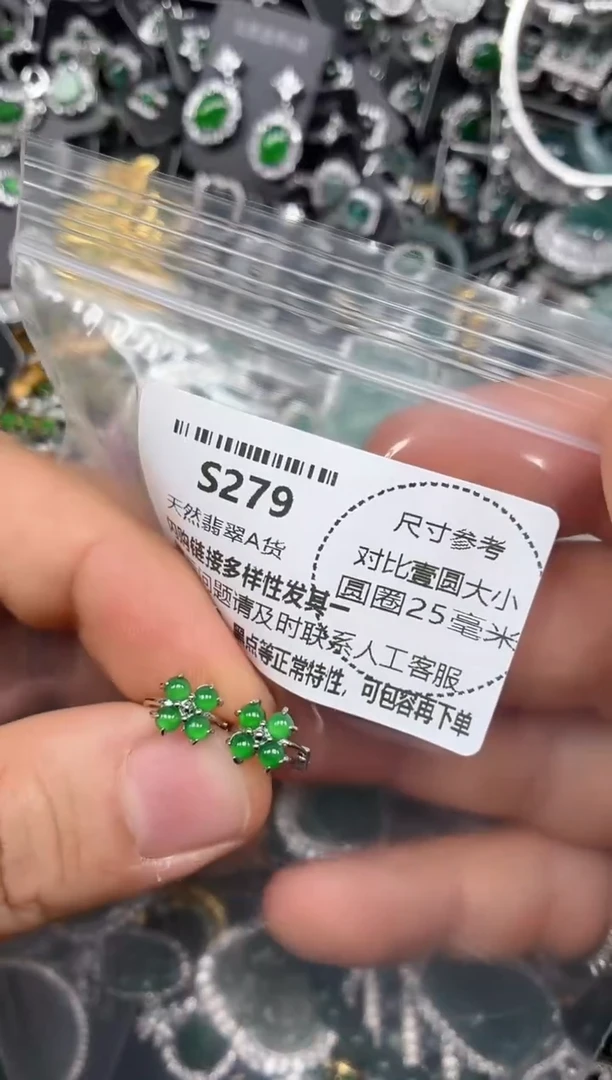 S279
天然翡翠A货
购链接多样性发其一
问题请及时联系人工客服
黑点等正常特性，可包容再下单
尺寸参考
对比壹圆大小
圆圈25毫米